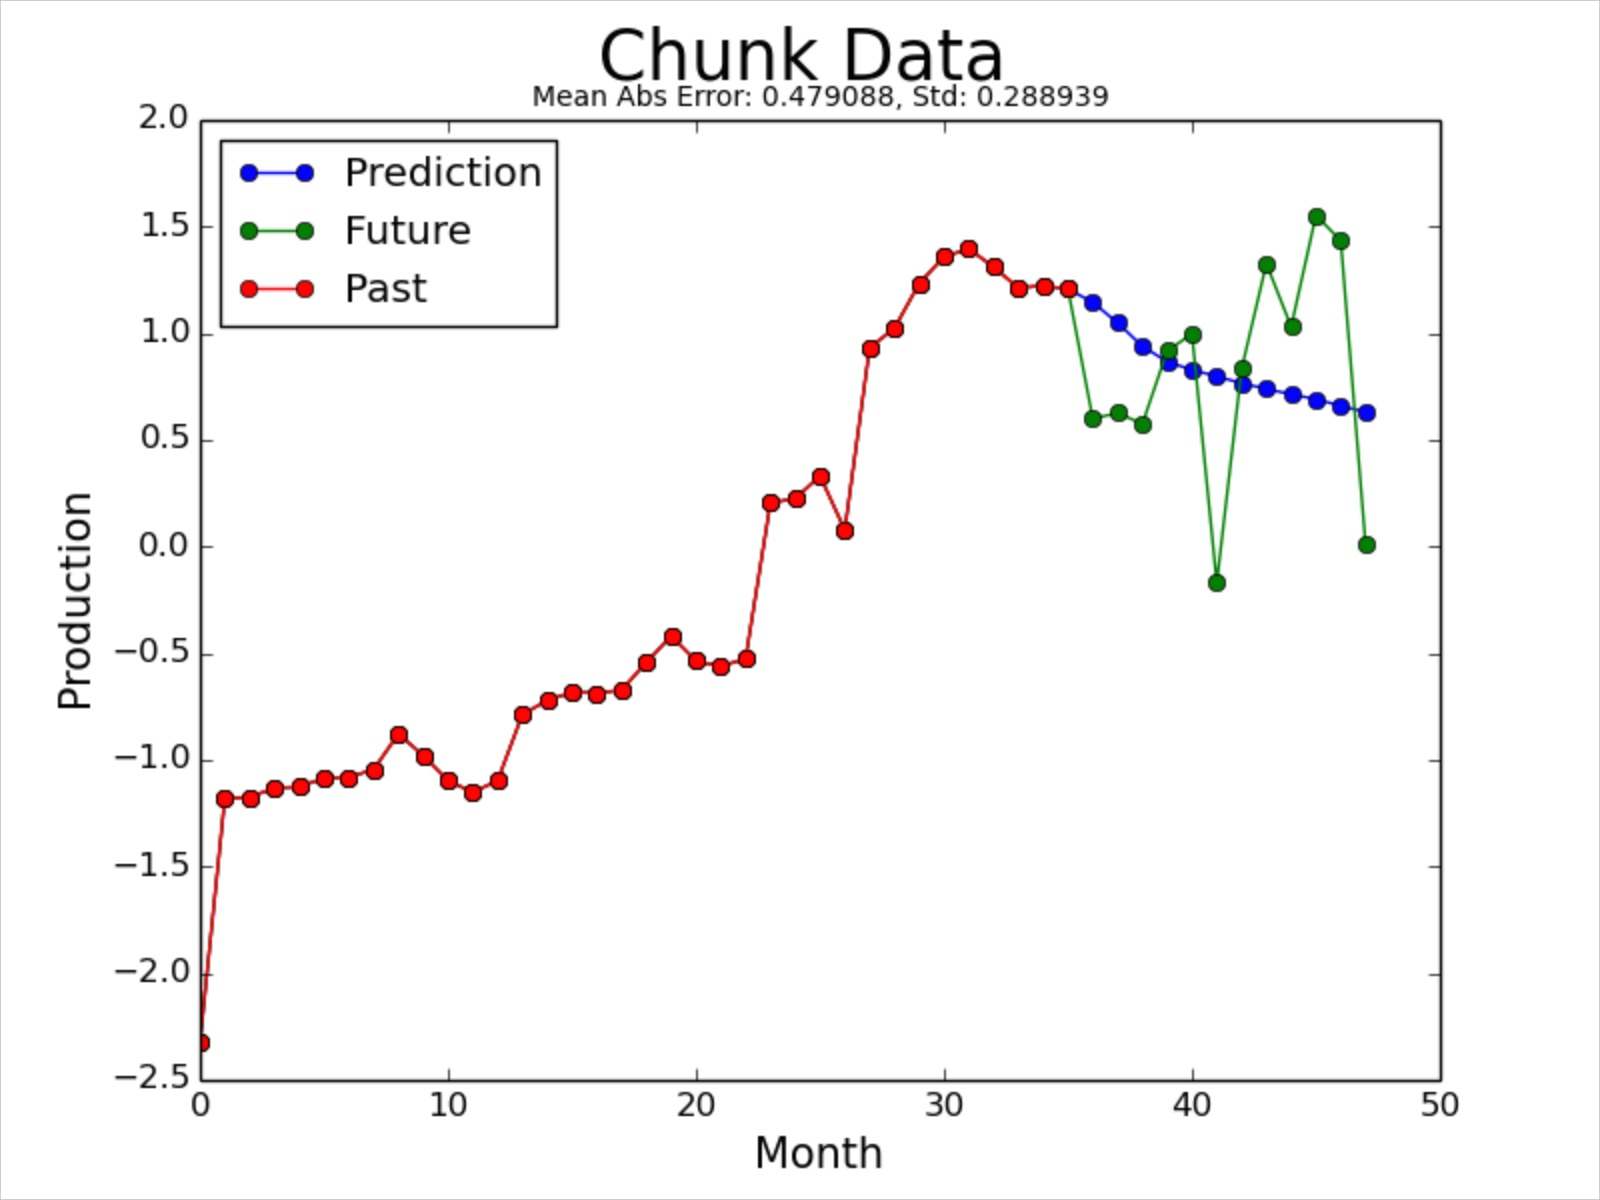 Chunk Data
Mean Abs Error: 0.479088, Std: 0.288939
2.0
1.5
1.0
0.5
0.0
−0.5
−1.0
−1.5
−2.0
−2.5
Prediction
Future
Past
Production
0 10 20 30 40 50
Month